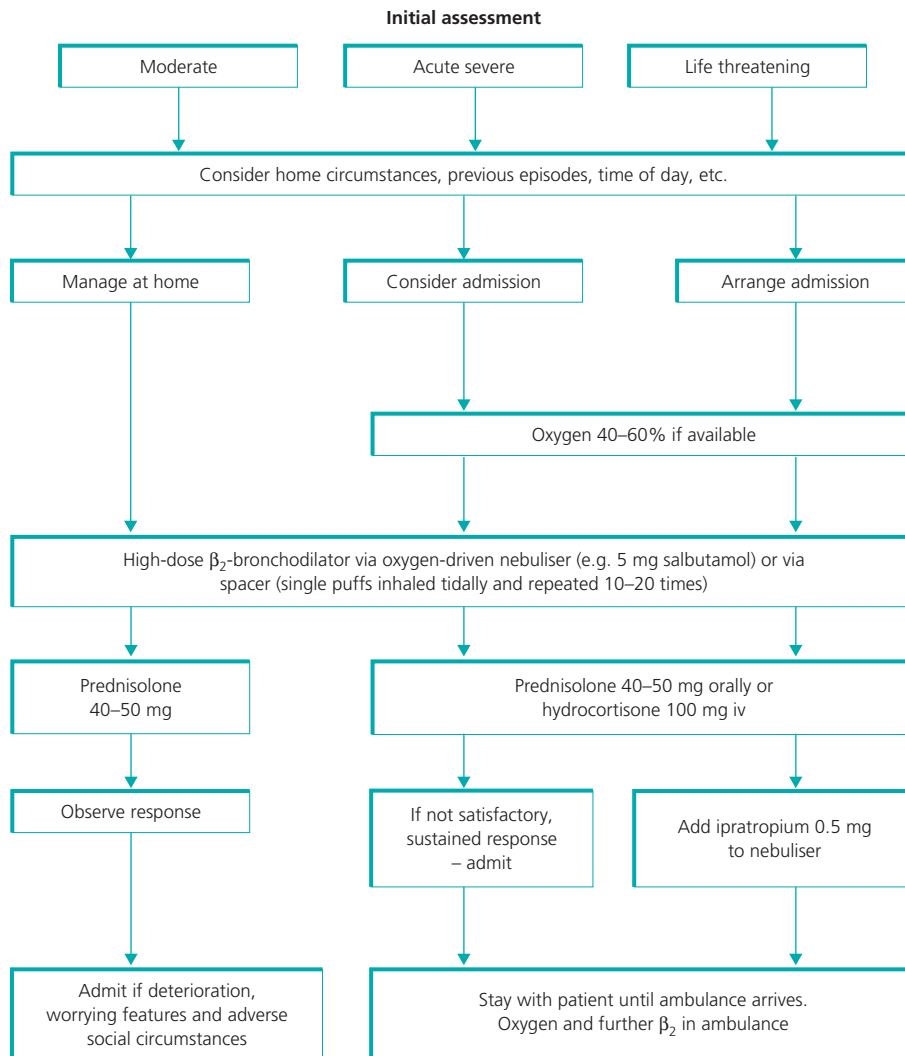 Initial assessment
Moderate
Acute severe
Life threatening
Consider home circumstances, previous episodes, time of day, etc.
Manage at home
Consider admission
Arrange admission
Oxygen 40–60% if available
High-dose β₂-bronchodilator via oxygen-driven nebuliser (e.g. 5 mg salbutamol) or via
spacer (single puffs inhaled tidally and repeated 10–20 times)
Prednisolone
40–50 mg
Prednisolone 40–50 mg orally or
hydrocortisone 100 mg iv
Observe response
If not satisfactory,
sustained response
– admit
Add ipratropium 0.5 mg
to nebuliser
Admit if deterioration,
worrying features and adverse
social circumstances
Stay with patient until ambulance arrives.
Oxygen and further β₂ in ambulance